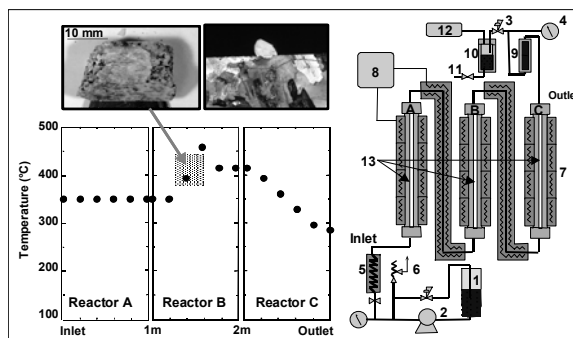 10 mm
Temperature (°C)
500
400
300
200
100
Reactor A
Reactor B
Reactor C
Inlet
1m
2m
Outlet
12
3
4
10
9
11
8
Outlet
A
B
C
13
7
Inlet
5
6
1
2